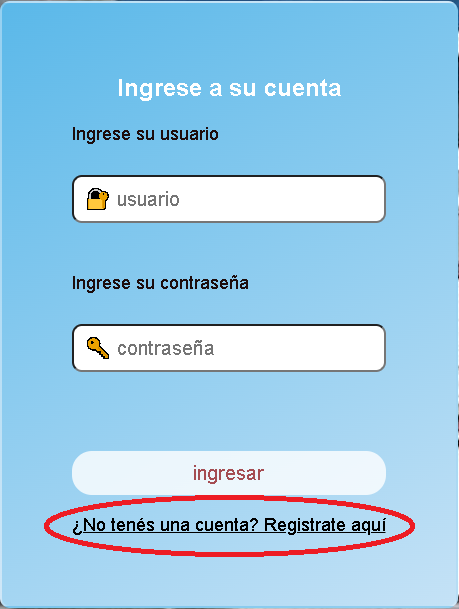 Ingrese a su cuenta
Ingrese su usuario
usuario
Ingrese su contraseña
contraseña
ingresar
¿No tenés una cuenta? Registrate aquí